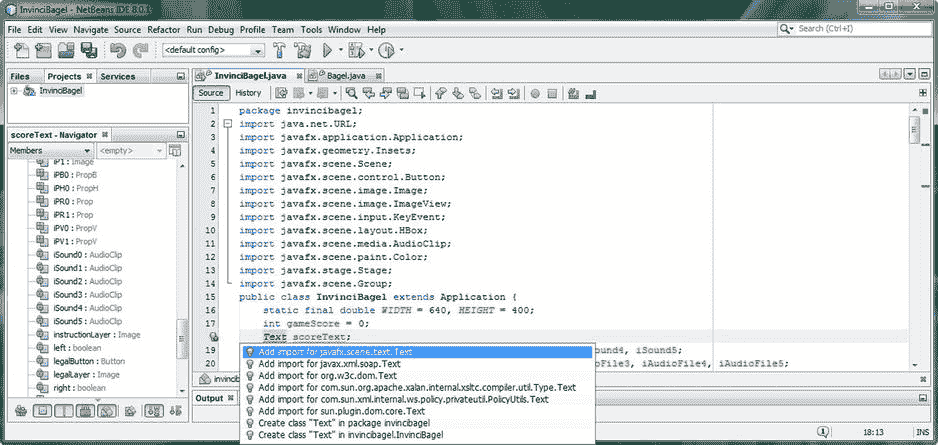 InvinciBagel - NetBeans IDE 8.0.1
File Edit View Navigate Source Refactor Run Debug Profile Team Tools Window Help
Search (Ctrl+I)
<default config>
Files Projects Services
InvinciBagel.java Bagel.java
InvinciBagel
Source History
scoreText - Navigator
Members <empty>
iP1 : Image
iPB0 : PropB
iPH0 : PropH
iPR0 : Prop
iPR1 : Prop
iPV0 : PropV
iPV1 : PropV
iSound0 : AudioClip
iSound1 : AudioClip
iSound2 : AudioClip
iSound3 : AudioClip
iSound4 : AudioClip
iSound5 : AudioClip
instructionLayer : Image
left : boolean
legalButton : Button
legalLayer : Image
right : boolean
1 package invincibagel;
2 import java.net.URL;
3 import javafx.application.Application;
4 import javafx.geometry.Insets;
5 import javafx.scene.Scene;
6 import javafx.scene.control.Button;
7 import javafx.scene.image.Image;
8 import javafx.scene.image.ImageView;
9 import javafx.scene.input.KeyEvent;
10 import javafx.scene.layout.HBox;
11 import javafx.scene.media.AudioClip;
12 import javafx.scene.paint.Color;
13 import javafx.stage.Stage;
14 import javafx.scene.Group;
15 public class InvinciBagel extends Application {
16 static final double WIDTH = 640, HEIGHT = 400;
17 int gameScore = 0;
Text scoreText;
19 ound4, iSound5;
20 ioFile3, iAudioFile4, iAudioFile5;
Add import for javafx.scene.text.Text
Add import for javax.xml.soap.Text
Add import for org.w3c.dom.Text
Add import for com.sun.org.apache.xalan.internal.xsltc.compiler.util.Type.Text
Add import for com.sun.xml.internal.ws.policy.privateutil.PolicyUtils.Text
Add import for sun.plugin.dom.core.Text
Create class "Text" in package invincibagel
Create class "Text" in invincibagel.InvinciBagel
invincib
Output
18:13 INS